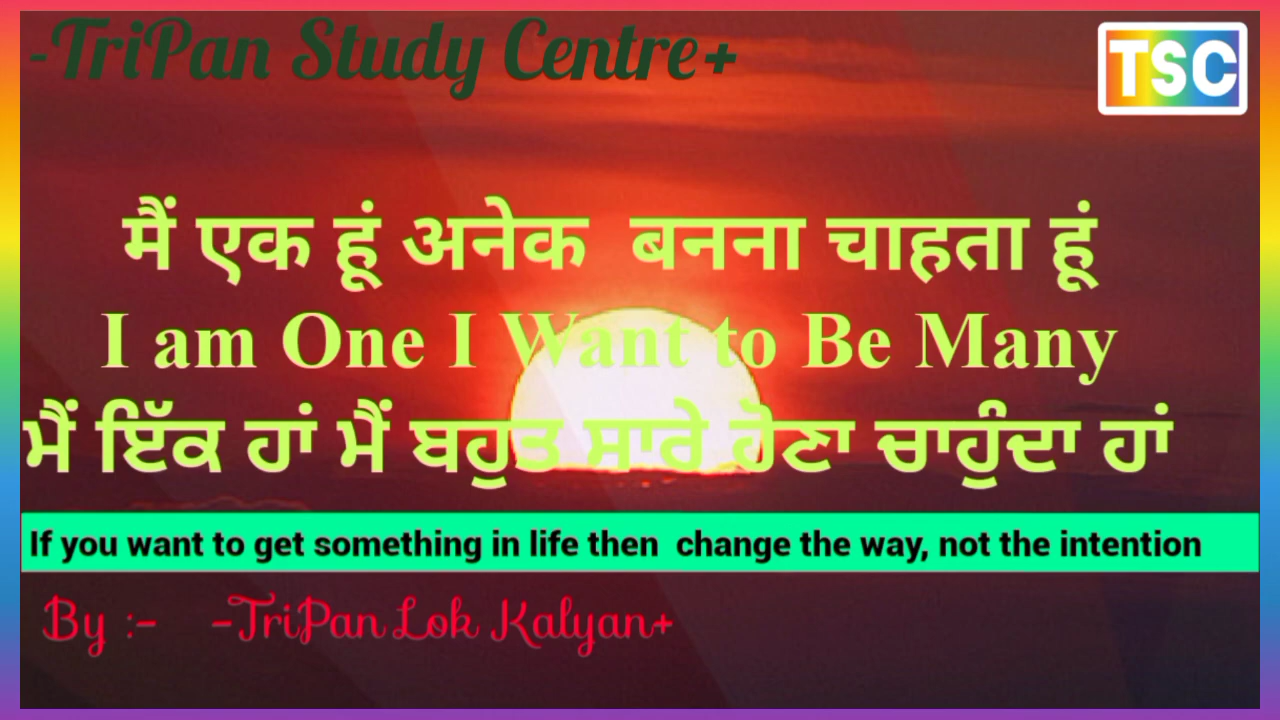 -TriPan Study Centre+
TSC
मैं एक हूं अनेक बनना चाहता हूं
I am One I Want to Be Many
ਮੈਂ ਇੱਕ ਹਾਂ ਮੈਂ ਬਹੁਤ ਸਾਰੇ ਹੋਣਾ ਚਾਹੁੰਦਾ ਹਾਂ
If you want to get something in life then change the way, not the intention
By :- -TriPan Lok Kalyan+